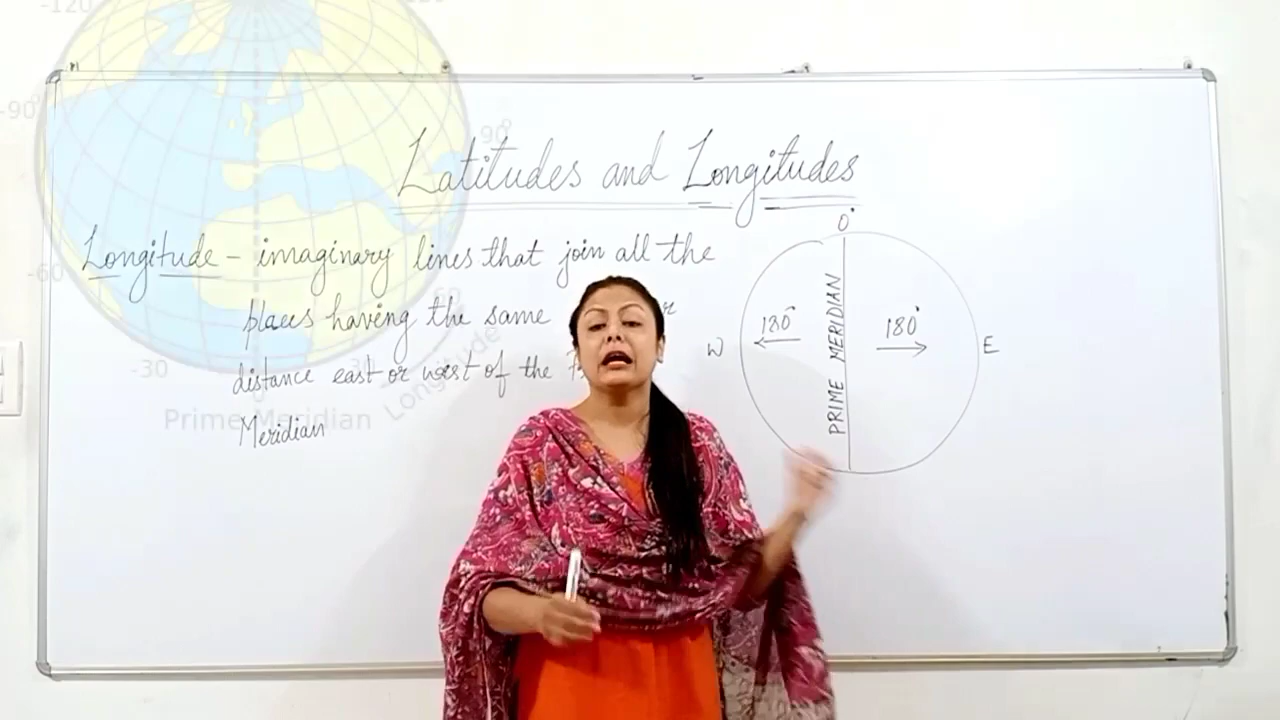 Latitudes and Longitudes
Longitude - imaginary lines that join all the
places having the same
distance east or west of the
Meridian
0°
W
180°
PRIME MERIDIAN
180°
E
-120
-90°
90°
-60
60
-30
Prime Meridian
Longitude